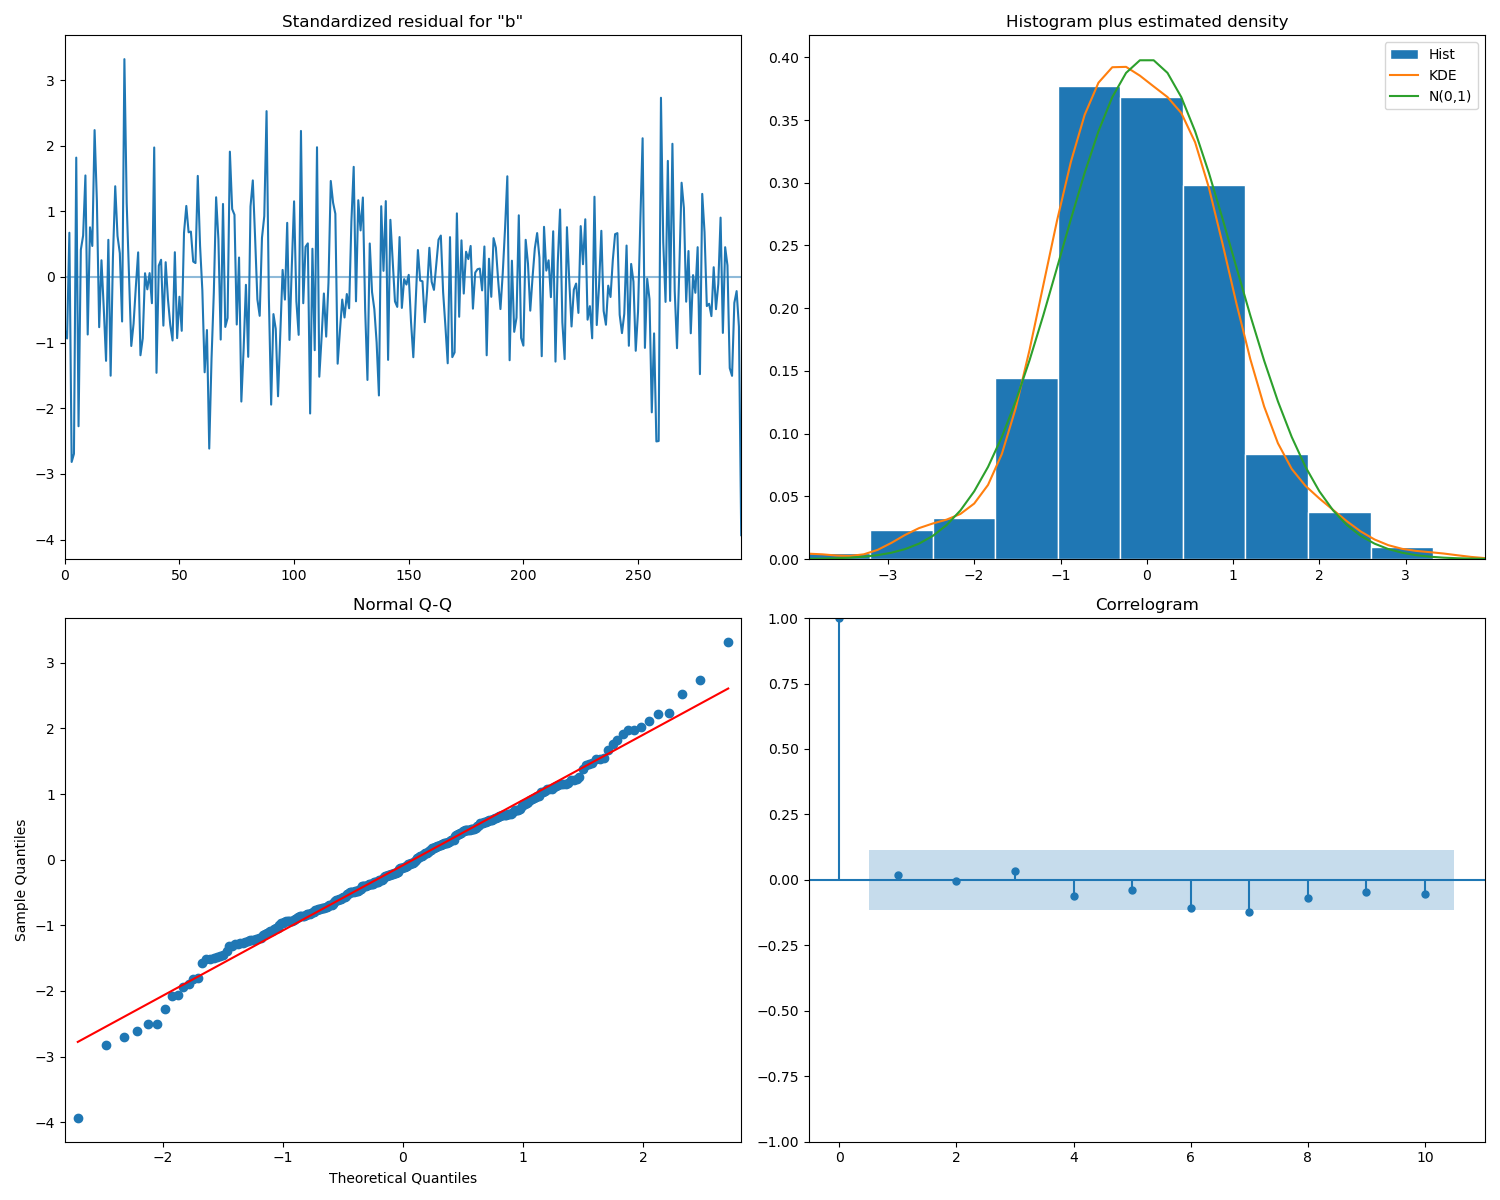 Standardized residual for "b"
3
2
1
0
−1
−2
−3
−4
0 50 100 150 200 250
Histogram plus estimated density
Hist
KDE
N(0,1)
0.40
0.35
0.30
0.25
0.20
0.15
0.10
0.05
0.00
−3 −2 −1 0 1 2 3
Normal Q-Q
Sample Quantiles
3
2
1
0
−1
−2
−3
−4
−2 −1 0 1 2
Theoretical Quantiles
Correlogram
1.00
0.75
0.50
0.25
0.00
−0.25
−0.50
−0.75
−1.00
0 2 4 6 8 10